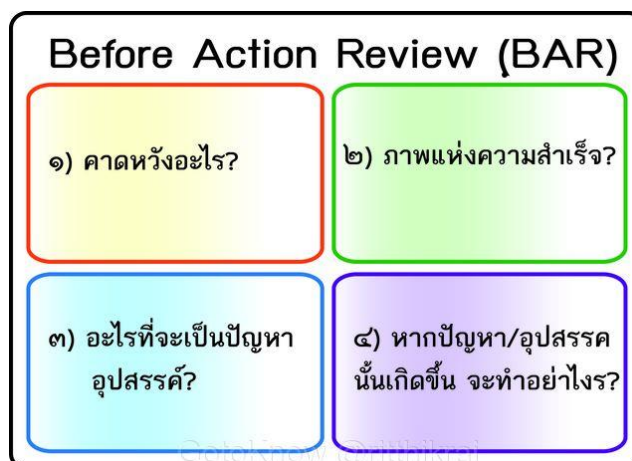 Before Action Review (BAR)
๑) คาดหวังอะไร?
๒) ภาพแห่งความสำเร็จ?
๓) อะไรที่จะเป็นปัญหา
อุปสรรค์?
๔) หากปัญหา/อุปสรรค
นั้นเกิดขึ้น จะทำอย่าไงร?
GotoKnow @ritthikrai